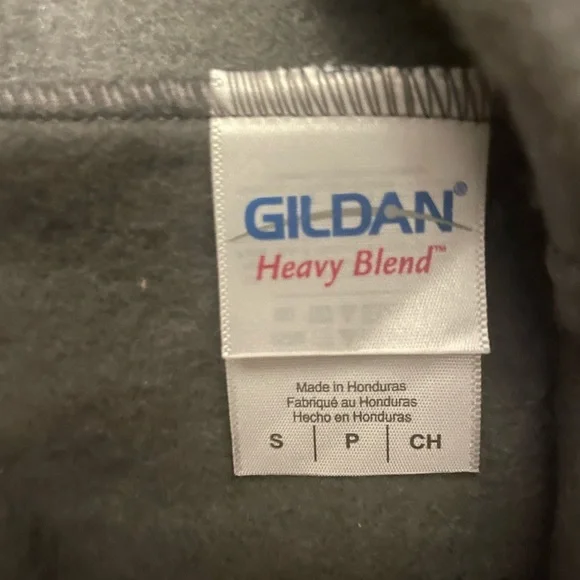 GILDAN®
Heavy Blend™
Made in Honduras
Fabriqué au Honduras
Hecho en Honduras
S | P | CH